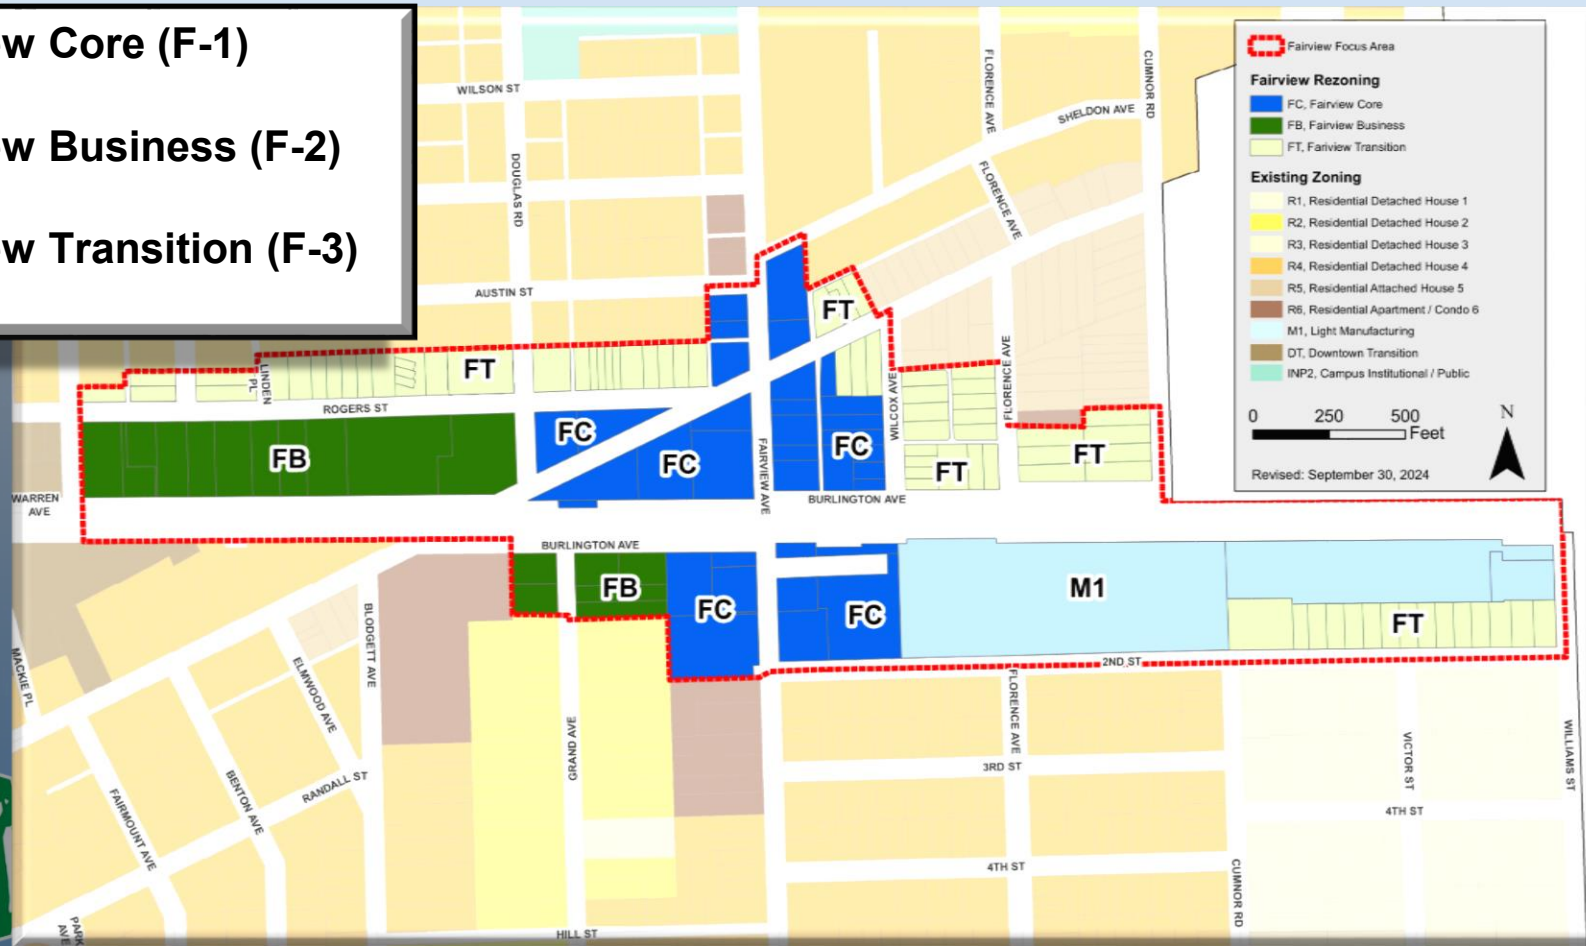 ew Core (F-1)
ew Business (F-2)
ew Transition (F-3)
Fairview Focus Area
Fairview Rezoning
FC, Fairview Core
FB, Fairview Business
FT, Fariview Transition
Existing Zoning
R1, Residential Detached House 1
R2, Residential Detached House 2
R3, Residential Detached House 3
R4, Residential Detached House 4
R5, Residential Attached House 5
R6, Residential Apartment / Condo 6
M1, Light Manufacturing
DT, Downtown Transition
INP2, Campus Institutional / Public
0 250 500
Feet
N
Revised: September 30, 2024
WILSON ST
DOUGLAS RD
FLORENCE AVE
CUMNOR RD
SHELDON AVE
FLORENCE AVE
AUSTIN ST
FT
FT
LINDEN
PL
ROGERS ST
FLORENCE AVE
WILCOX AVE
FB
FC
FC
FAIRVIEW AVE
FC
FT
FT
WARREN
AVE
BURLINGTON AVE
BURLINGTON AVE
FB
FC
FC
M1
FT
2ND ST
MACKIE PL
ELMWOOD AVE
BLODGETT AVE
GRAND AVE
FLORENCE AVE
3RD ST
VICTOR ST
WILLIAMS ST
FAIRMOUNT AVE
BENTON AVE
RANDALL ST
4TH ST
4TH ST
CUMNOR RD
PARK
AVE
HILL ST